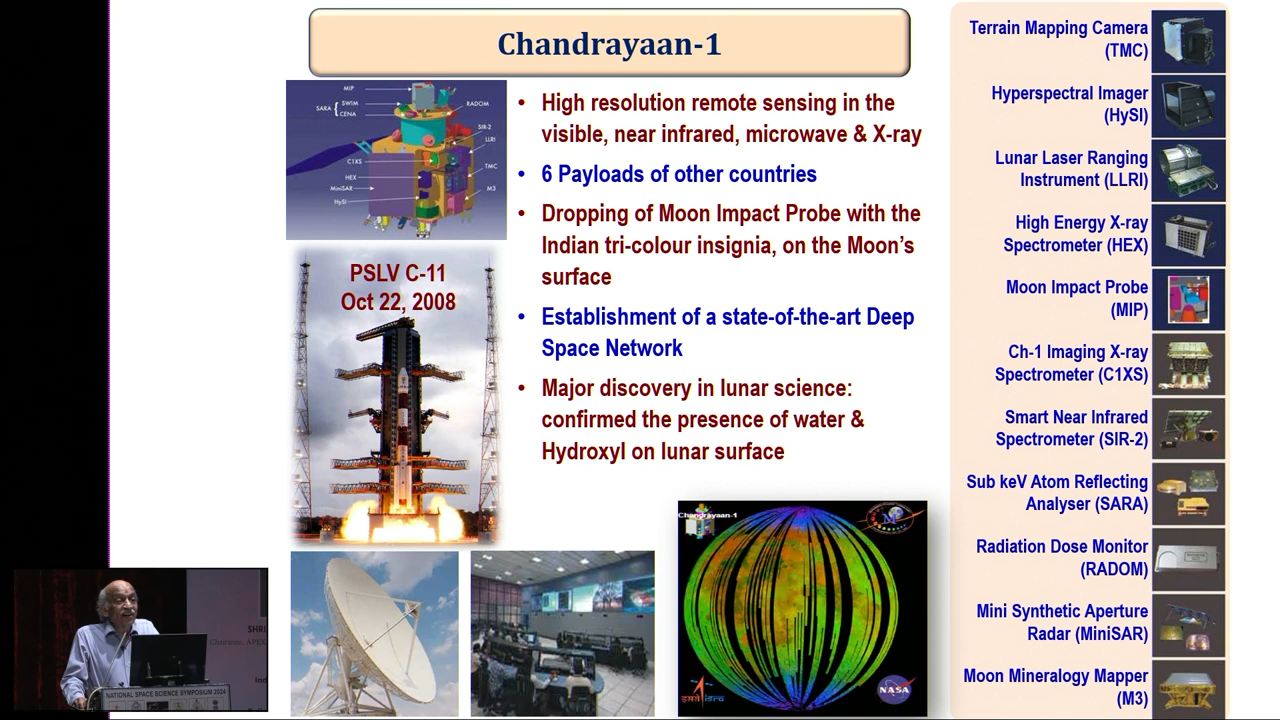 Chandrayaan-1
MIP
SARA
SWIM
CENA
RADOM
SIR-2
LLRI
C1XS
TMC
HEX
MiniSAR
M3
HySI
PSLV C-11
Oct 22, 2008
• High resolution remote sensing in the
visible, near infrared, microwave & X-ray
• 6 Payloads of other countries
• Dropping of Moon Impact Probe with the
Indian tri-colour insignia, on the Moon’s
surface
• Establishment of a state-of-the-art Deep
Space Network
• Major discovery in lunar science:
confirmed the presence of water &
Hydroxyl on lunar surface
Chandrayaan-1
इसरो isro
NASA
Terrain Mapping Camera
(TMC)
Hyperspectral Imager
(HySI)
Lunar Laser Ranging
Instrument (LLRI)
High Energy X-ray
Spectrometer (HEX)
Moon Impact Probe
(MIP)
Ch-1 Imaging X-ray
Spectrometer (C1XS)
Smart Near Infrared
Spectrometer (SIR-2)
Sub keV Atom Reflecting
Analyser (SARA)
Radiation Dose Monitor
(RADOM)
Mini Synthetic Aperture
Radar (MiniSAR)
Moon Mineralogy Mapper
(M3)
SHRI
Chairman, APEX
NATIONAL SPACE SCIENCE SYMPOSIUM 2024